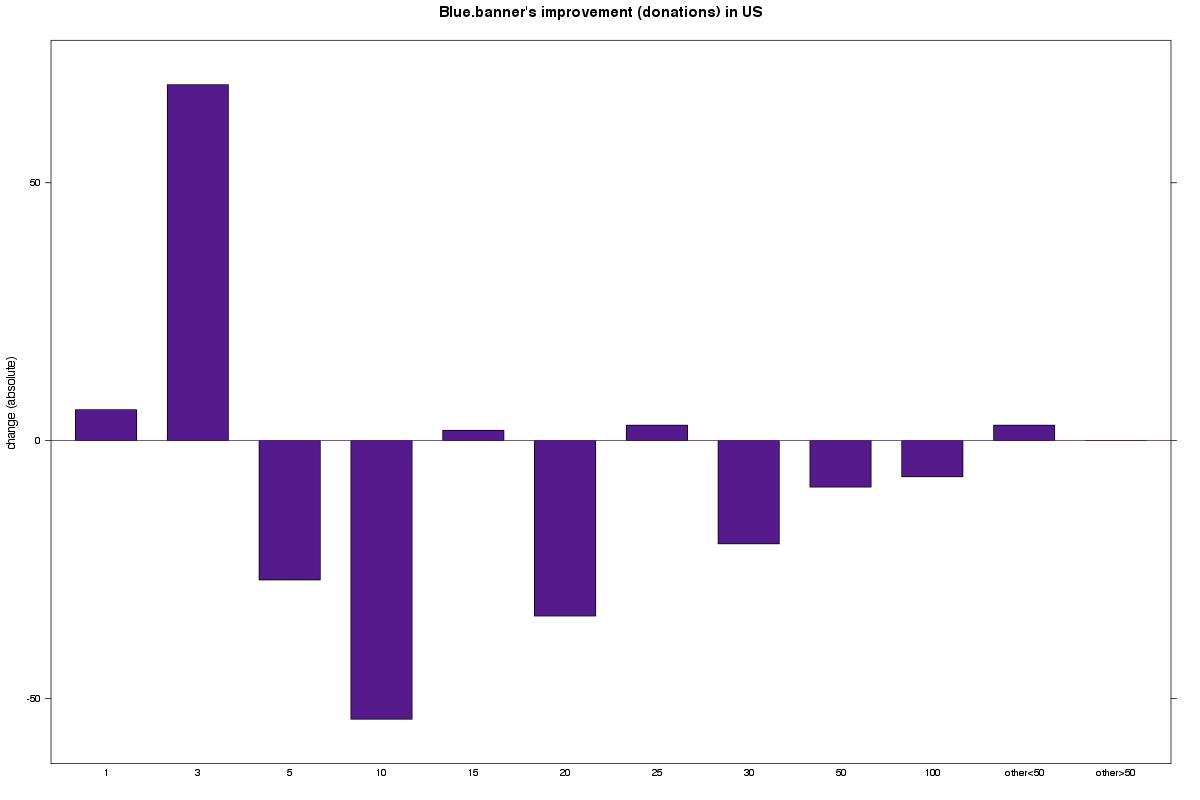 Blue.banner's improvement (donations) in US
change (absolute)
50
0
-50
1 3 5 10 15 20 25 30 50 100 other<50 other>50